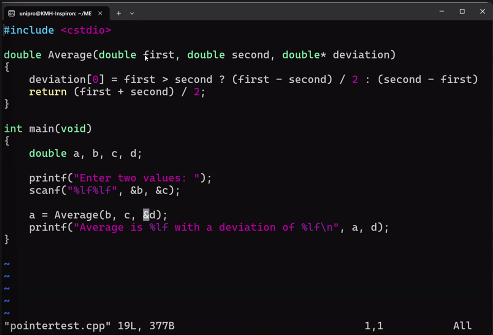 unipro@KMH-Inspiron: ~/ME
#include <cstdio>
double Average(double first, double second, double* deviation)
{
    deviation[0] = first > second ? (first - second) / 2 : (second - first)
    return (first + second) / 2;
}
int main(void)
{
    double a, b, c, d;
    printf("Enter two values: ");
    scanf("%lf%lf", &b, &c);
    a = Average(b, c, &d);
    printf("Average is %lf with a deviation of %lf\n", a, d);
}
~
~
~
~
~
"pointertest.cpp" 19L, 377B 1,1 All